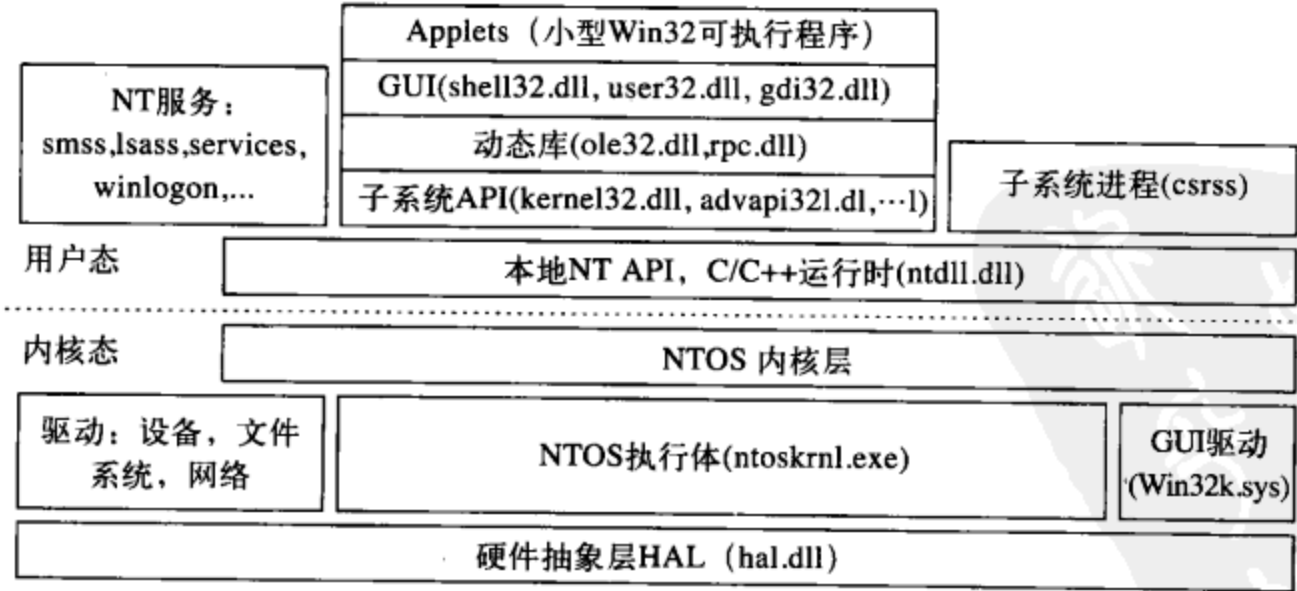 Applets（小型Win32可执行程序）
GUI(shell32.dll, user32.dll, gdi32.dll)
动态库(ole32.dll,rpc.dll)
子系统API(kernel32.dll, advapi32l.dl,…l)
NT服务：
smss,lsass,services,
winlogon,...
子系统进程(csrss)
用户态
本地NT API，C/C++运行时(ntdll.dll)
内核态
NTOS 内核层
驱动：设备，文件
系统，网络
NTOS执行体(ntoskrnl.exe)
GUI驱动
(Win32k.sys)
硬件抽象层HAL（hal.dll）